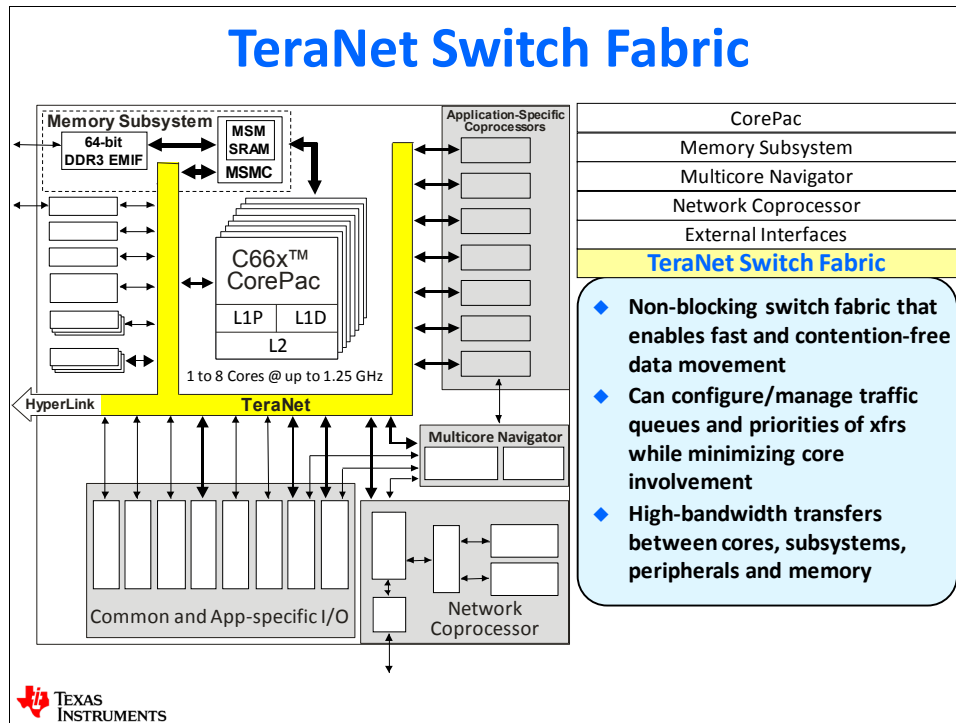 TeraNet Switch Fabric
Memory Subsystem
64-bit
DDR3 EMIF
MSM
SRAM
MSMC
Application-Specific
Coprocessors
C66x™
CorePac
L1P
L1D
L2
1 to 8 Cores @ up to 1.25 GHz
HyperLink
TeraNet
Multicore Navigator
Common and App-specific I/O
Network
Coprocessor
CorePac
Memory Subsystem
Multicore Navigator
Network Coprocessor
External Interfaces
TeraNet Switch Fabric
◆ Non-blocking switch fabric that
enables fast and contention-free
data movement
◆ Can configure/manage traffic
queues and priorities of xfrs
while minimizing core
involvement
◆ High-bandwidth transfers
between cores, subsystems,
peripherals and memory
TEXAS
INSTRUMENTS